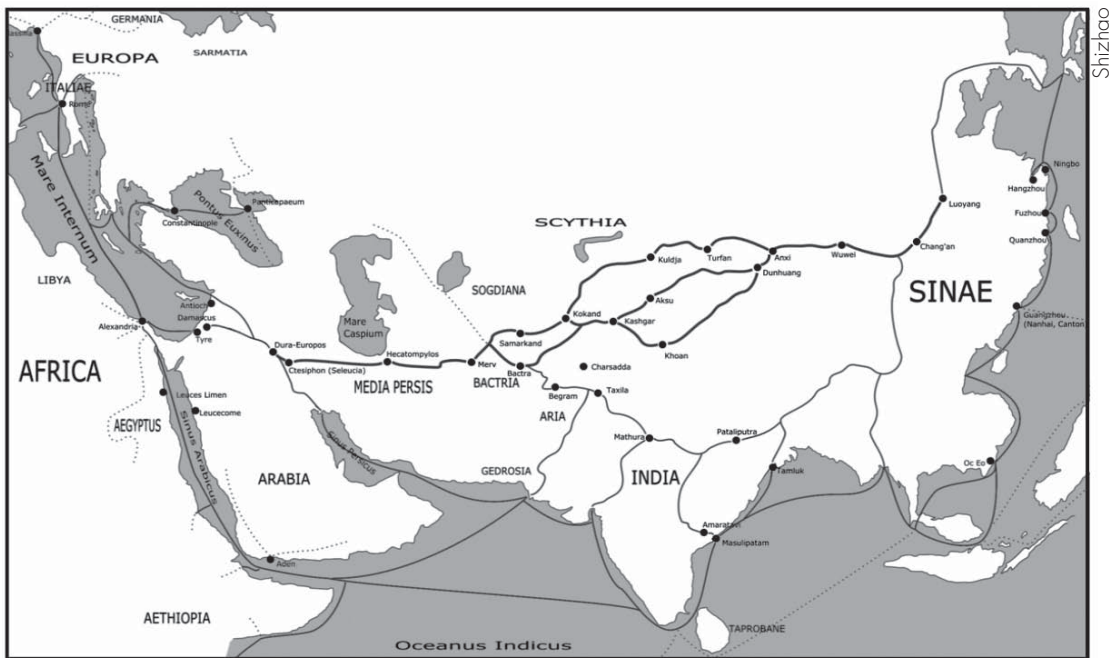 Shizhao
GERMANIA
SARMATIA
EUROPA
ITALIAE
Rome
Mare Internum
Pontus Euxinus
Panticapaeum
Constantinople
SCYTHIA
LIBYA
SOGDIANA
Mare
Caspium
Antioch
Damascus
Tyre
Alexandria
Dura-Europos
Ctesiphon (Seleucia)
Hecatompylos
MEDIA PERSIS
Merv
BACTRIA
Samarkand
Bactra
Kokand
Kuldja
Turfan
Aksu
Kashgar
Khoan
Anxi
Dunhuang
Wuwei
Chang'an
Luoyang
SINAE
Ningbo
Hangzhou
Fuzhou
Quanzhou
Guangzhou
(Nanhai, Canton)
Charsadda
Begram
Taxila
ARIA
AFRICA
AEGYPTUS
Leuces Limen
Leucecome
Sinus Arabicus
ARABIA
Sinus Persicus
GEDROSIA
Mathura
Pataliputra
INDIA
Tamluk
Oc Eo
Masulipatam
Aden
AETHIOPIA
TAPROBANE
Oceanus Indicus